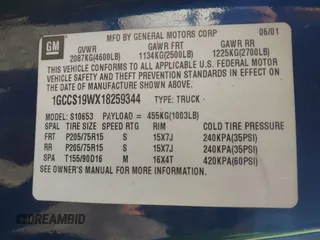 GM
MFD BY GENERAL MOTORS CORP 06/01
GVWR GAWR FRT GAWR RR
2087KG(4600LB) 1134KG(2500LB) 1225KG(2700LB)
THIS VEHICLE CONFORMS TO ALL APPLICABLE U.S. FEDERAL MOTOR
VEHICLE SAFETY AND THEFT PREVENTION STANDARDS IN EFFECT ON
THE DATE OF MANUFACTURE SHOWN ABOVE.
1GCCS19WX18259344 TYPE: TRUCK
MODEL: S10653 PAYLOAD = 455KG(1003LB)
SPAL TIRE SIZE SPEED RTG RIM COLD TIRE PRESSURE
FRT P205/75R15 S 15X7J 240KPA(35PSI)
RR P205/75R15 S 15X7J 240KPA(35PSI)
SPA T155/90D16 M 16X4T 420KPA(60PSI)
SEE OWNER'S MANUAL FOR ADDITIONAL INFORMATION.
DREAMBID